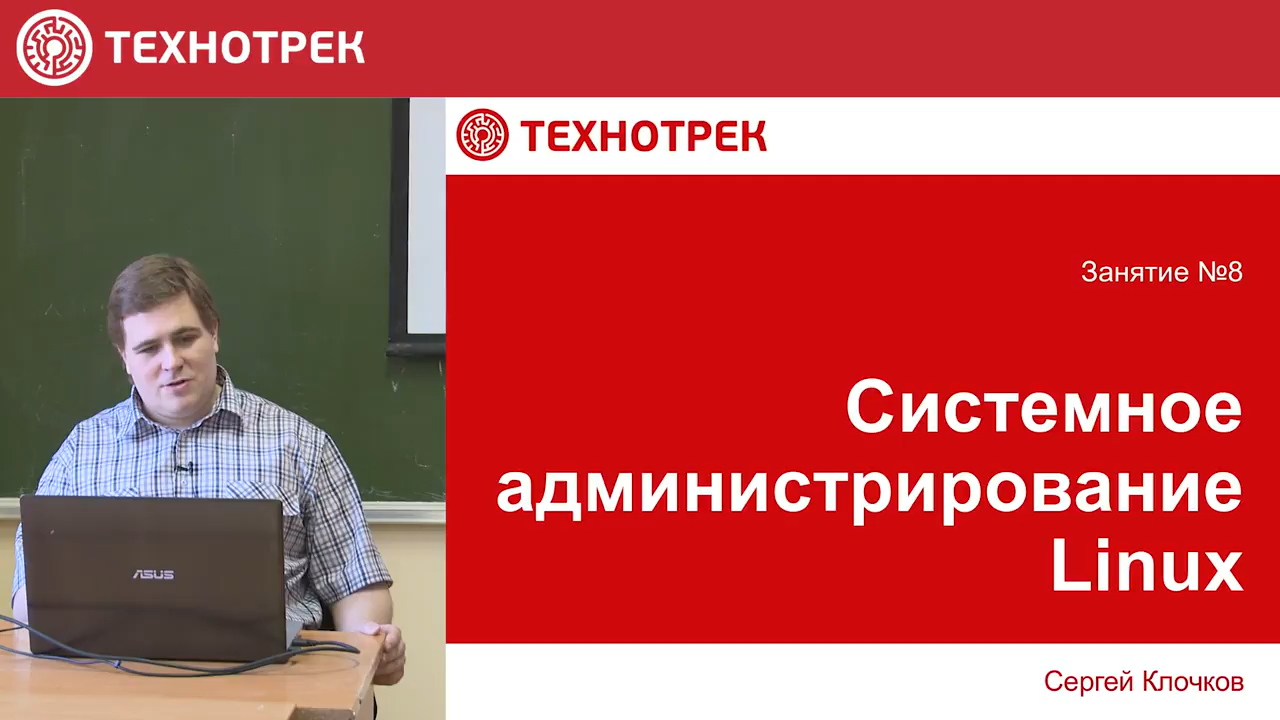 ТЕХНОТРЕК
ТЕХНОТРЕК
Занятие №8
Системное
администрирование
Linux
ASUS
Сергей Клочков